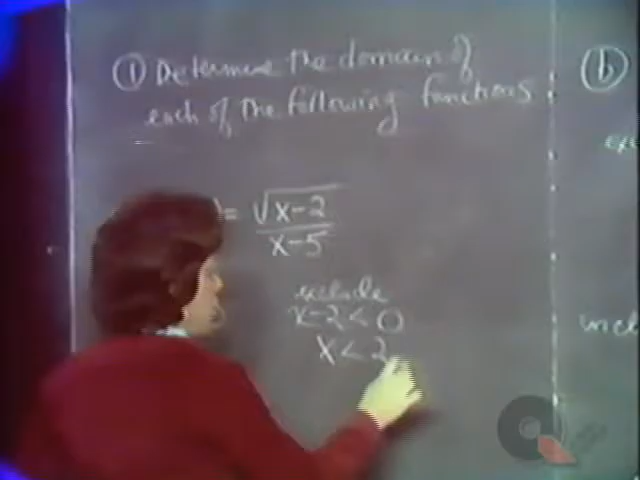 ① Determine the domain of
each of the following functions:
) = √x-2
x-5
exclude
x-2 < 0
x < 2
(b)